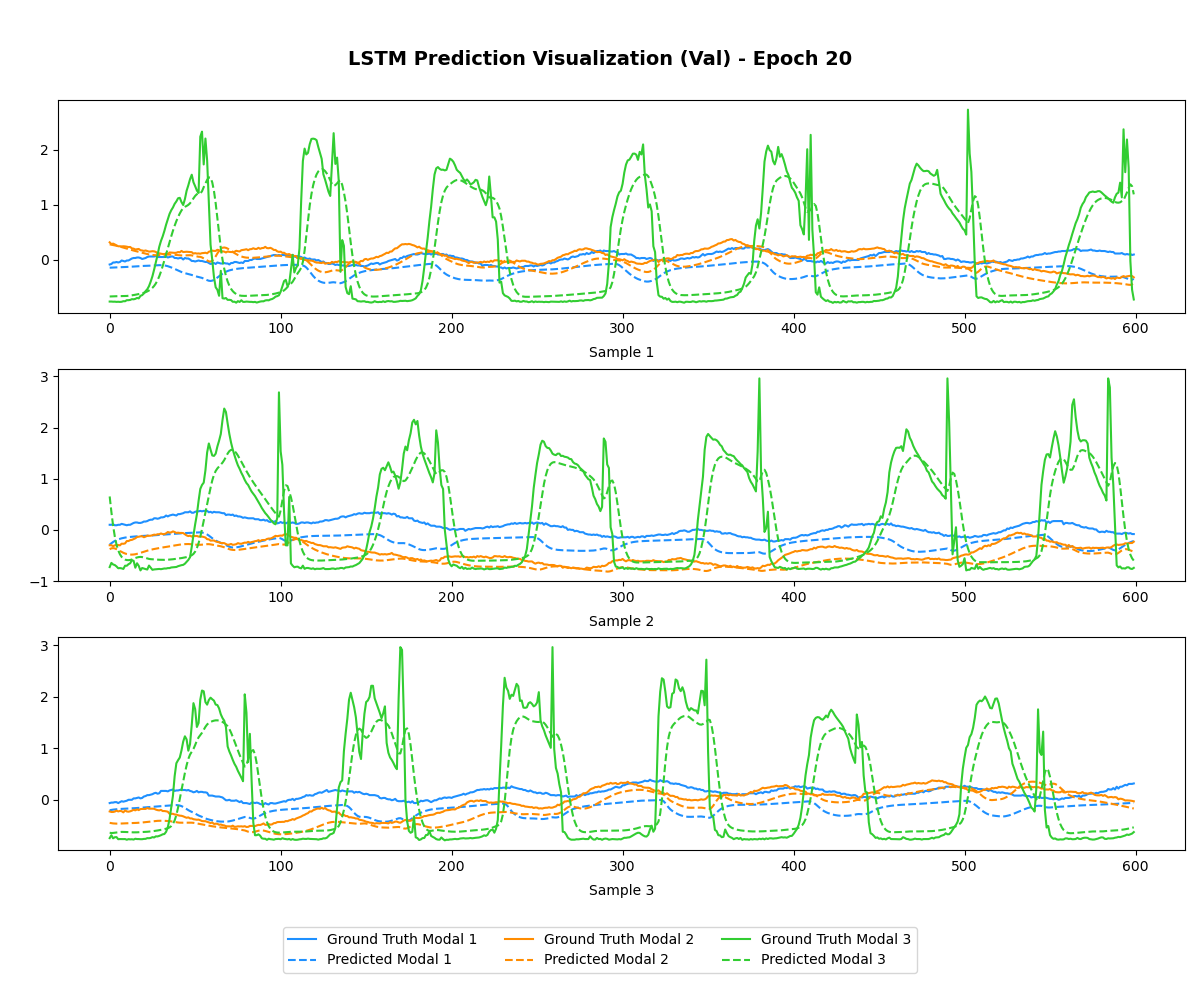 LSTM Prediction Visualization (Val) - Epoch 20
2
1
0
0 100 200 300 400 500 600
Sample 1
3
2
1
0
−1
0 100 200 300 400 500 600
Sample 2
3
2
1
0
0 100 200 300 400 500 600
Sample 3
Ground Truth Modal 1 Ground Truth Modal 2 Ground Truth Modal 3
Predicted Modal 1 Predicted Modal 2 Predicted Modal 3